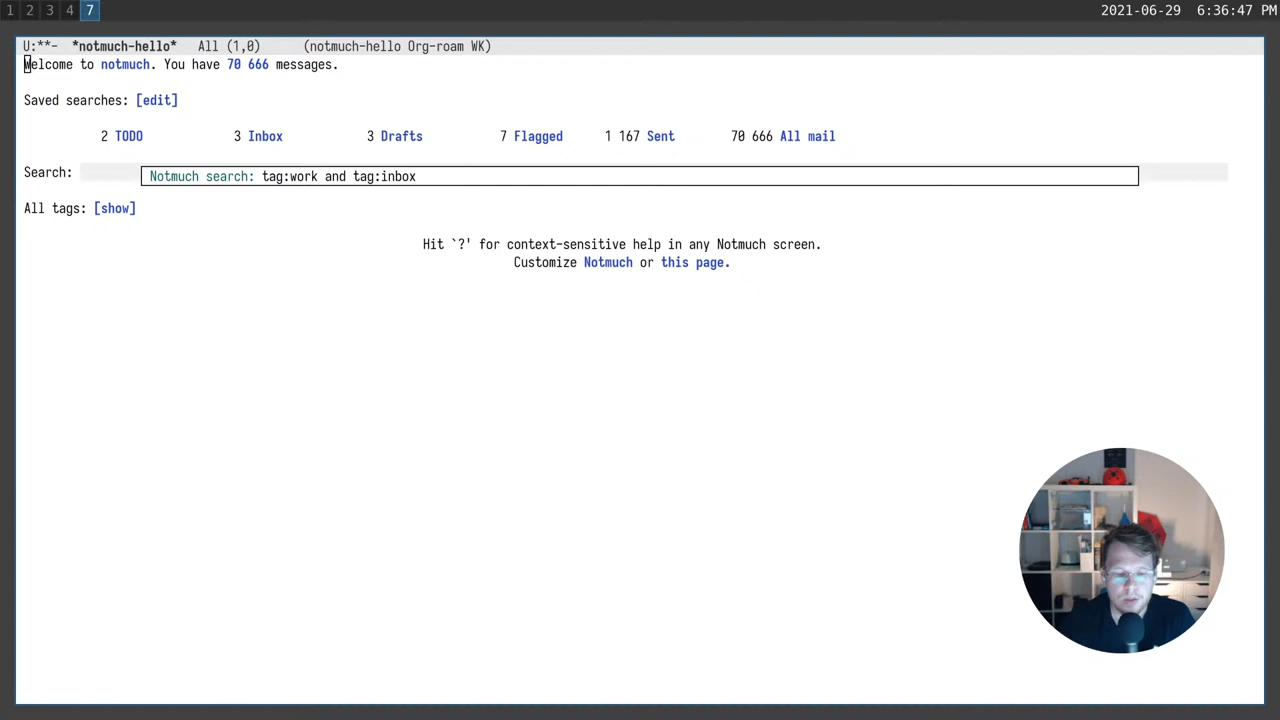 1 2 3 4 7 2021-06-29 6:36:47 PM
U:**- *notmuch-hello* All (1,0) (notmuch-hello Org-roam WK)
Welcome to notmuch. You have 70 666 messages.
Saved searches: [edit]
2 TODO 3 Inbox 3 Drafts 7 Flagged 1 167 Sent 70 666 All mail
Search:
Notmuch search: tag:work and tag:inbox
All tags: [show]
Hit `?' for context-sensitive help in any Notmuch screen.
Customize Notmuch or this page.